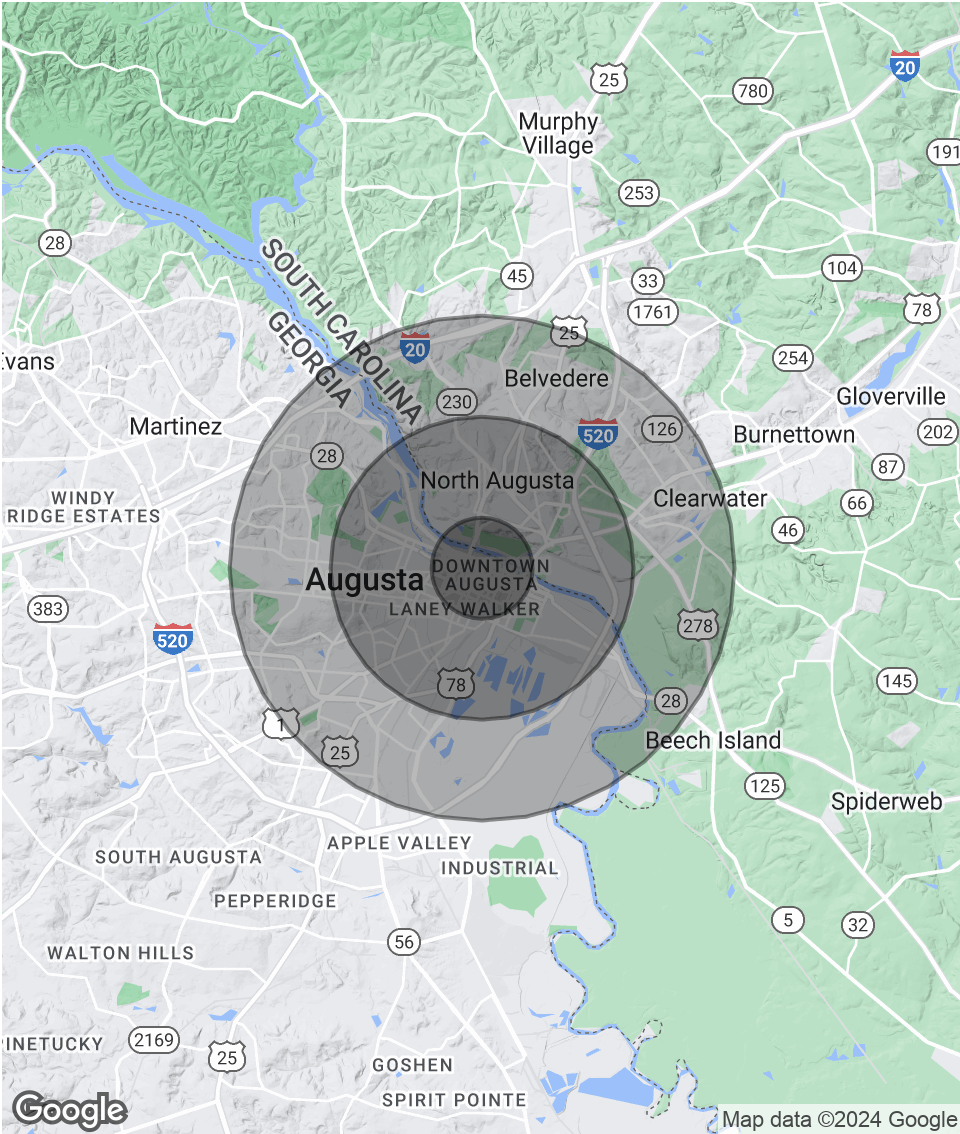 20
25
780
Murphy
Village
191
253
28
SOUTH CAROLINA
45
104
33
78
1761
GEORGIA
25
20
254
Evans
Belvedere
Gloverville
230
Martinez
520
126
Burnettown
202
28
87
North Augusta
Clearwater
WINDY
RIDGE ESTATES
66
46
DOWNTOWN
AUGUSTA
Augusta
LANEY WALKER
383
278
520
78
145
28
1
25
Beech Island
125
Spiderweb
APPLE VALLEY
SOUTH AUGUSTA
INDUSTRIAL
PEPPERIDGE
5
32
56
WALTON HILLS
2169
INETUCKY
25
GOSHEN
SPIRIT POINTE
Google
Map data ©2024 Google